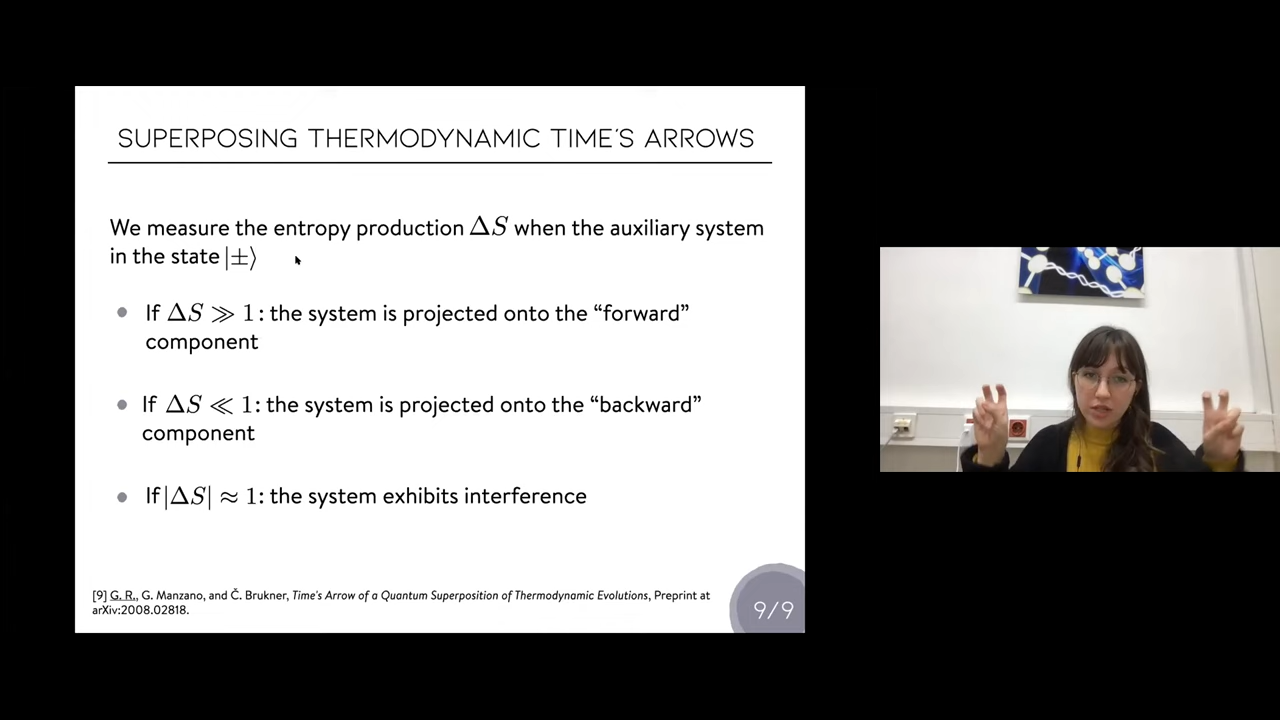 SUPERPOSING THERMODYNAMIC TIME'S ARROWS
We measure the entropy production ΔS when the auxiliary system
in the state |±⟩
If ΔS ≫ 1: the system is projected onto the “forward”
component
If ΔS ≪ 1: the system is projected onto the “backward”
component
If |ΔS| ≈ 1: the system exhibits interference
[9] G. R., G. Manzano, and Č. Brukner, Time's Arrow of a Quantum Superposition of Thermodynamic Evolutions, Preprint at
arXiv:2008.02818.
9/9